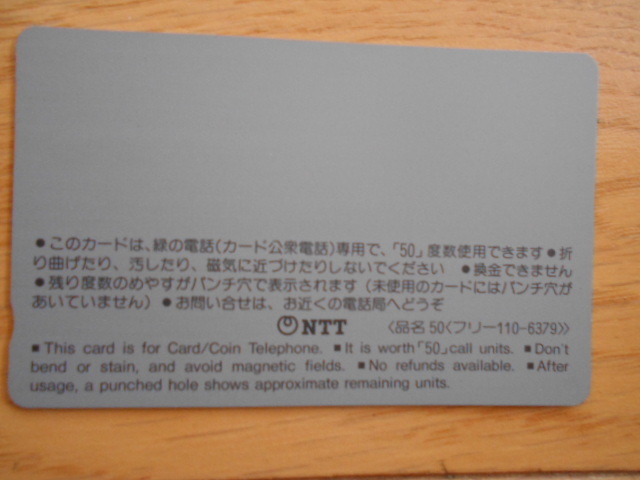 ●このカードは、緑の電話(カード公衆電話)専用で、「50」度数使用できます●折
り曲げたり、汚したり、磁気に近づけたりしないでください ●換金できません
●残り度数のめやすがパンチ穴で表示されます(未使用のカードにはパンチ穴が
あいていません) ●お問い合せは、お近くの電話局へどうぞ
NTT 〈品名 50〈フリー110-6379〉〉
■This card is for Card/Coin Telephone. ■It is worth「50」call units. ■Don't
bend or stain, and avoid magnetic fields. ■No refunds available. ■After
usage, a punched hole shows approximate remaining units.